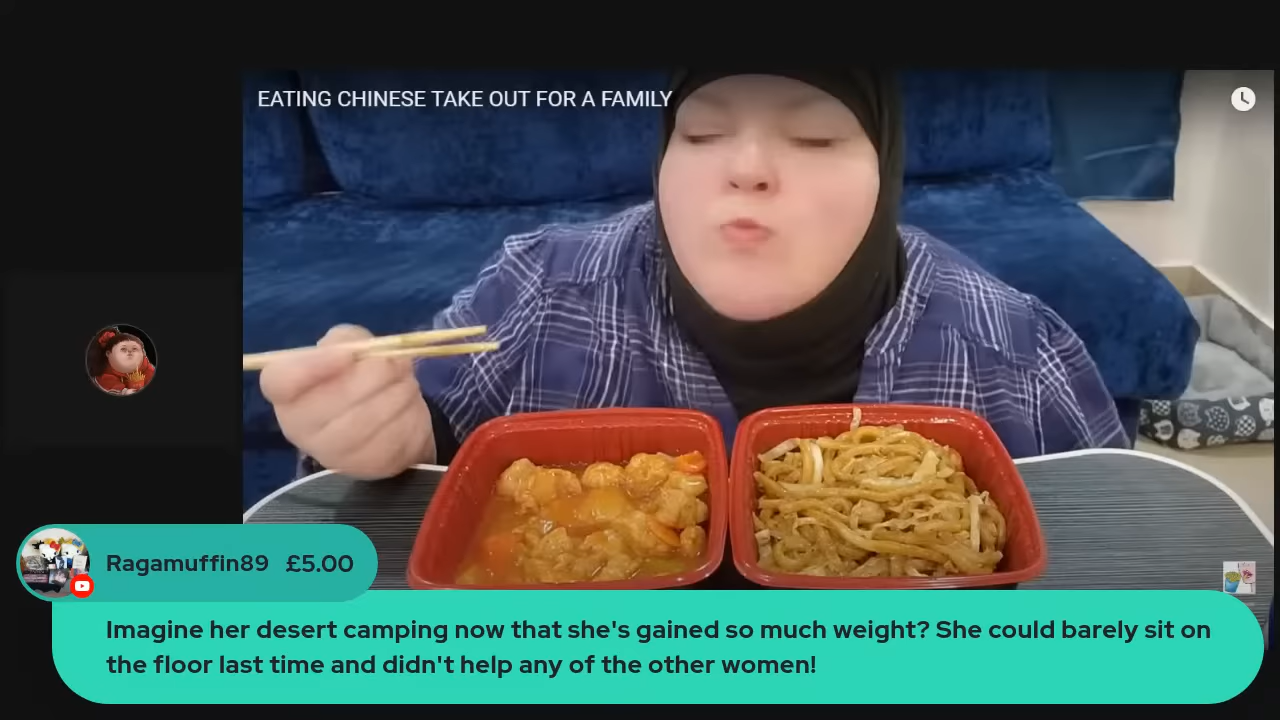 EATING CHINESE TAKE OUT FOR A FAMILY
Ragamuffin89 £5.00
Imagine her desert camping now that she's gained so much weight? She could barely sit on
the floor last time and didn't help any of the other women!